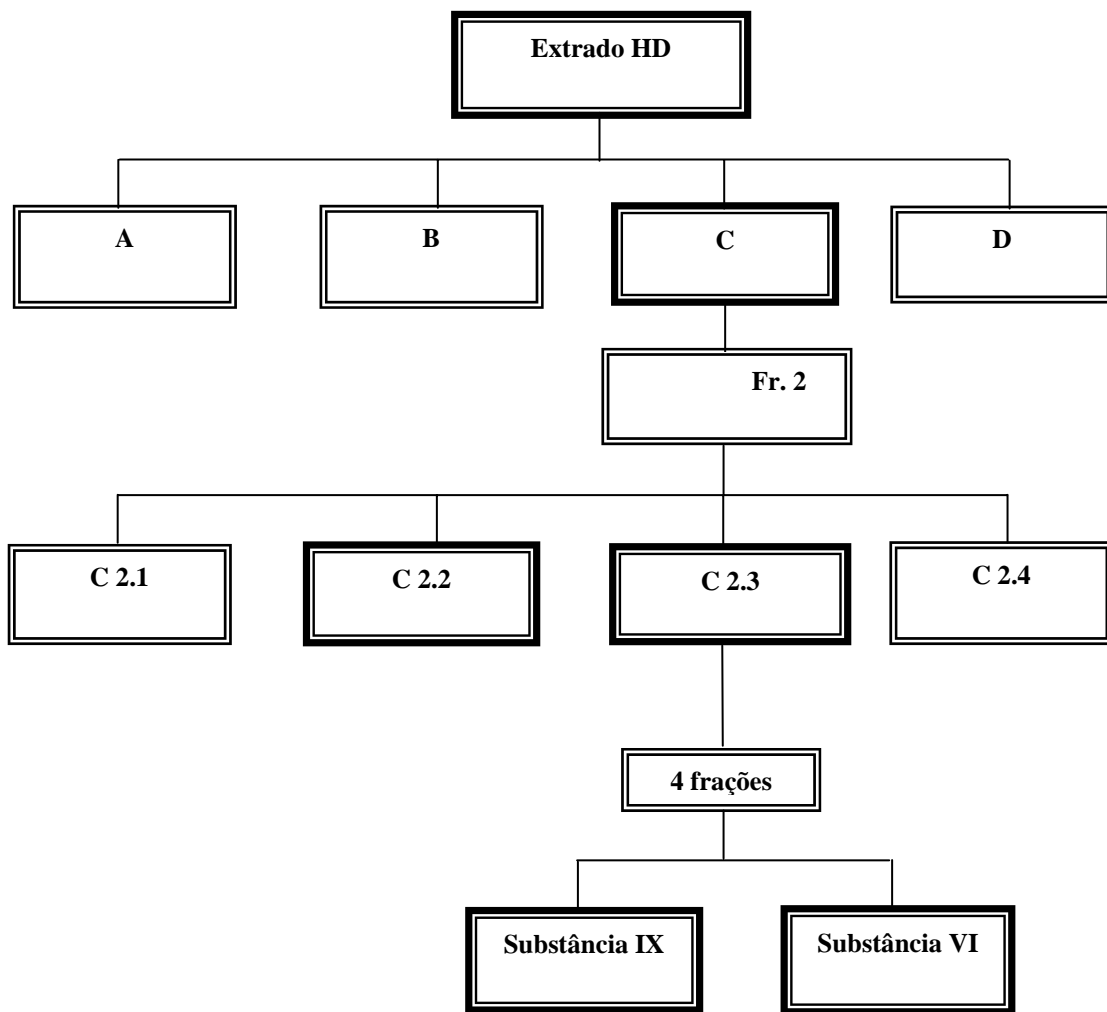 Extrado HD
A
B
C
D
Fr. 2
C 2.1
C 2.2
C 2.3
C 2.4
4 frações
Substância IX
Substância VI